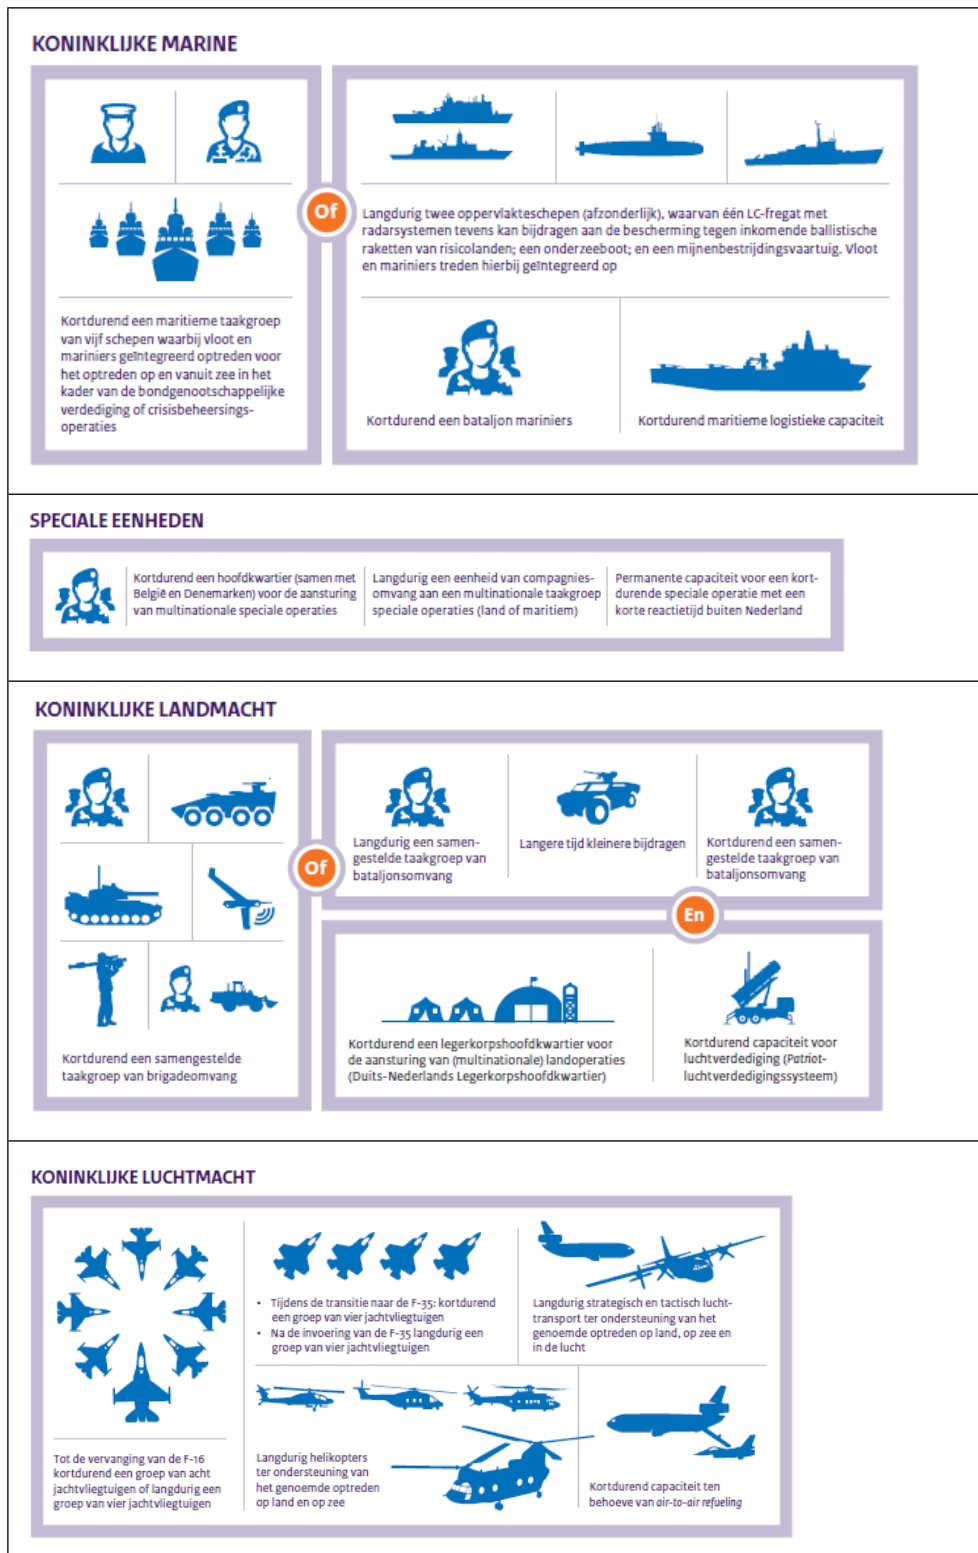 KONINKLIJKE MARINE
Kortdurend een maritieme taakgroep
van vijf schepen waarbij vloot en
mariniers geïntegreerd optreden voor
het optreden op en vanuit zee in het
kader van de bondgenootschappelijke
verdediging of crisisbeheersings-
operaties
Of
Langdurig twee oppervlakteschepen (afzonderlijk), waarvan één LC-fregat met
radarsystemen tevens kan bijdragen aan de bescherming tegen inkomende ballistische
raketten van risicolanden; een onderzeeboot; en een mijnenbestrijdingsvaartuig. Vloot
en mariniers treden hierbij geïntegreerd op
Kortdurend een bataljon mariniers
Kortdurend maritieme logistieke capaciteit
SPECIALE EENHEDEN
Kortdurend een hoofdkwartier (samen met
België en Denemarken) voor de aansturing
van multinationale speciale operaties
Langdurig een eenheid van compagnies-
omvang aan een multinationale taakgroep
speciale operaties (land of maritiem)
Permanente capaciteit voor een kort-
durende speciale operatie met een
korte reactietijd buiten Nederland
KONINKLIJKE LANDMACHT
Kortdurend een samengestelde
taakgroep van brigadeomvang
Of
Langdurig een samen-
gestelde taakgroep van
bataljonsomvang
Langere tijd kleinere bijdragen
Kortdurend een samen-
gestelde taakgroep van
bataljonsomvang
En
Kortdurend een legerkorpshoofdkwartier voor
de aansturing van (multinationale) landoperaties
(Duits-Nederlands Legerkorpshoofdkwartier)
Kortdurend capaciteit voor
luchtverdediging (Patriot-
luchtverdedigingssysteem)
KONINKLIJKE LUCHTMACHT
Tot de vervanging van de F-16
kortdurend een groep van acht
jachtvliegtuigen of langdurig een
groep van vier jachtvliegtuigen
• Tijdens de transitie naar de F-35: kortdurend
een groep van vier jachtvliegtuigen
• Na de invoering van de F-35 langdurig een
groep van vier jachtvliegtuigen
Langdurig strategisch en tactisch lucht-
transport ter ondersteuning van het
genoemde optreden op land, op zee en
in de lucht
Langdurig helikopters
ter ondersteuning van
het genoemde optreden
op land en op zee
Kortdurend capaciteit ten
behoeve van air-to-air refueling